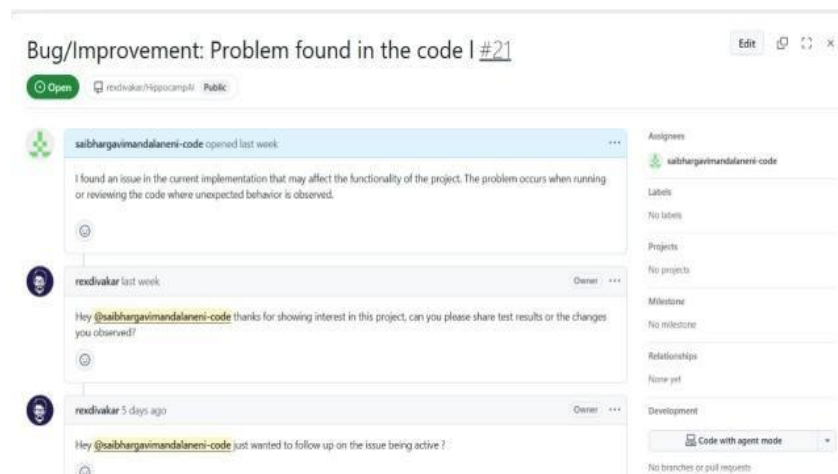 Bug/Improvement: Problem found in the code l #21
Edit
Open
rexdivakar/HippocampAI Public
saibhargavimandalaneni-code opened last week
I found an issue in the current implementation that may affect the functionality of the project. The problem occurs when running
or reviewing the code where unexpected behavior is observed.
rexdivakar last week
Owner
Hey @saibhargavimandalaneni-code thanks for showing interest in this project, can you please share test results or the changes
you observed?
rexdivakar 5 days ago
Owner
Hey @saibhargavimandalaneni-code just wanted to follow up on the issue being active ?
Assignees
saibhargavimandalaneni-code
Labels
No labels
Projects
No projects
Milestone
No milestone
Relationships
None yet
Development
Code with agent mode
No branches or pull requests